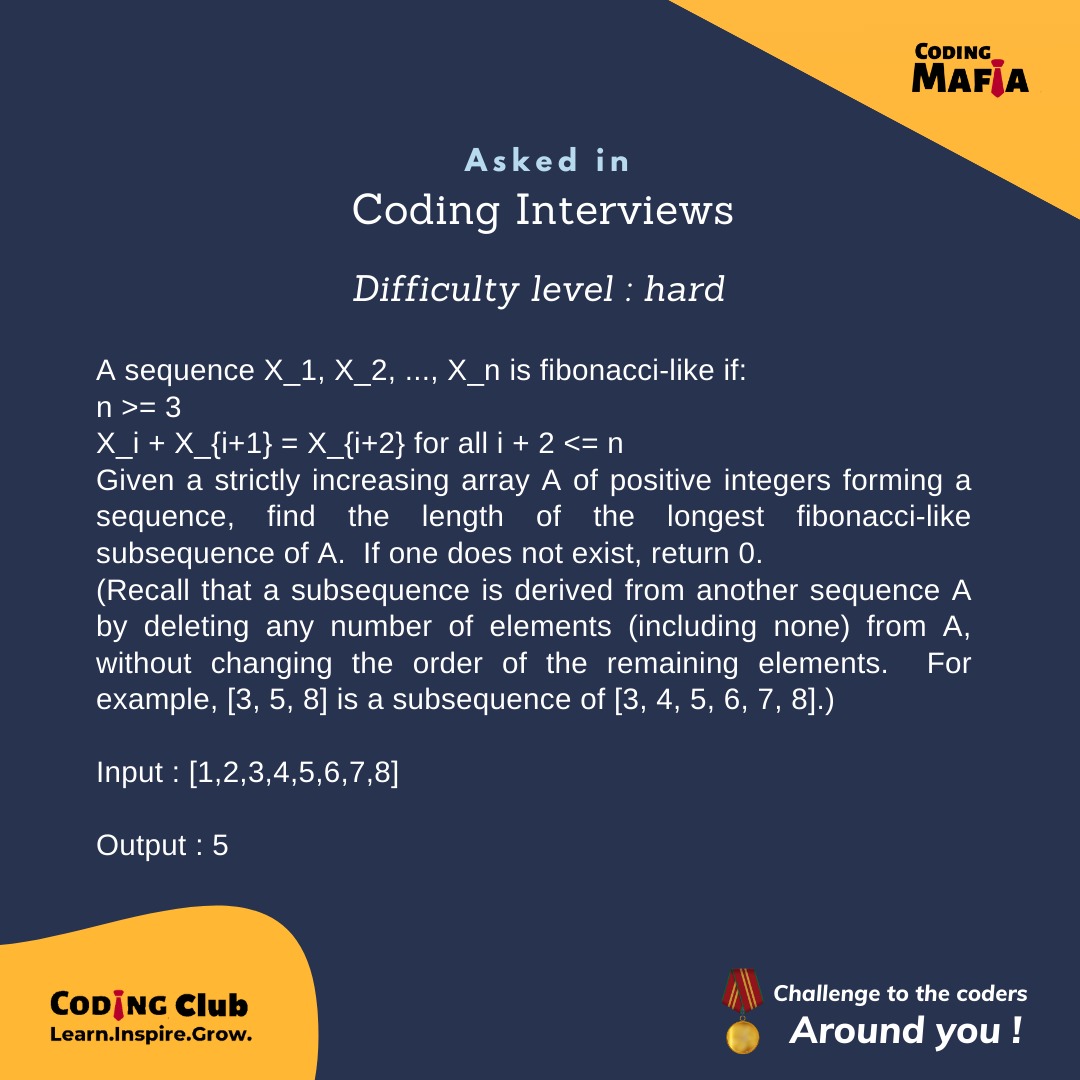 CODING
MAFIA
Asked in
Coding Interviews
Difficulty level : hard
A sequence X_1, X_2, ..., X_n is fibonacci-like if:
n >= 3
X_i + X_{i+1} = X_{i+2} for all i + 2 <= n
Given a strictly increasing array A of positive integers forming a
sequence, find the length of the longest fibonacci-like
subsequence of A. If one does not exist, return 0.
(Recall that a subsequence is derived from another sequence A
by deleting any number of elements (including none) from A,
without changing the order of the remaining elements. For
example, [3, 5, 8] is a subsequence of [3, 4, 5, 6, 7, 8].)
Input : [1,2,3,4,5,6,7,8]
Output : 5
CODING Club
Learn.Inspire.Grow.
Challenge to the coders
Around you !